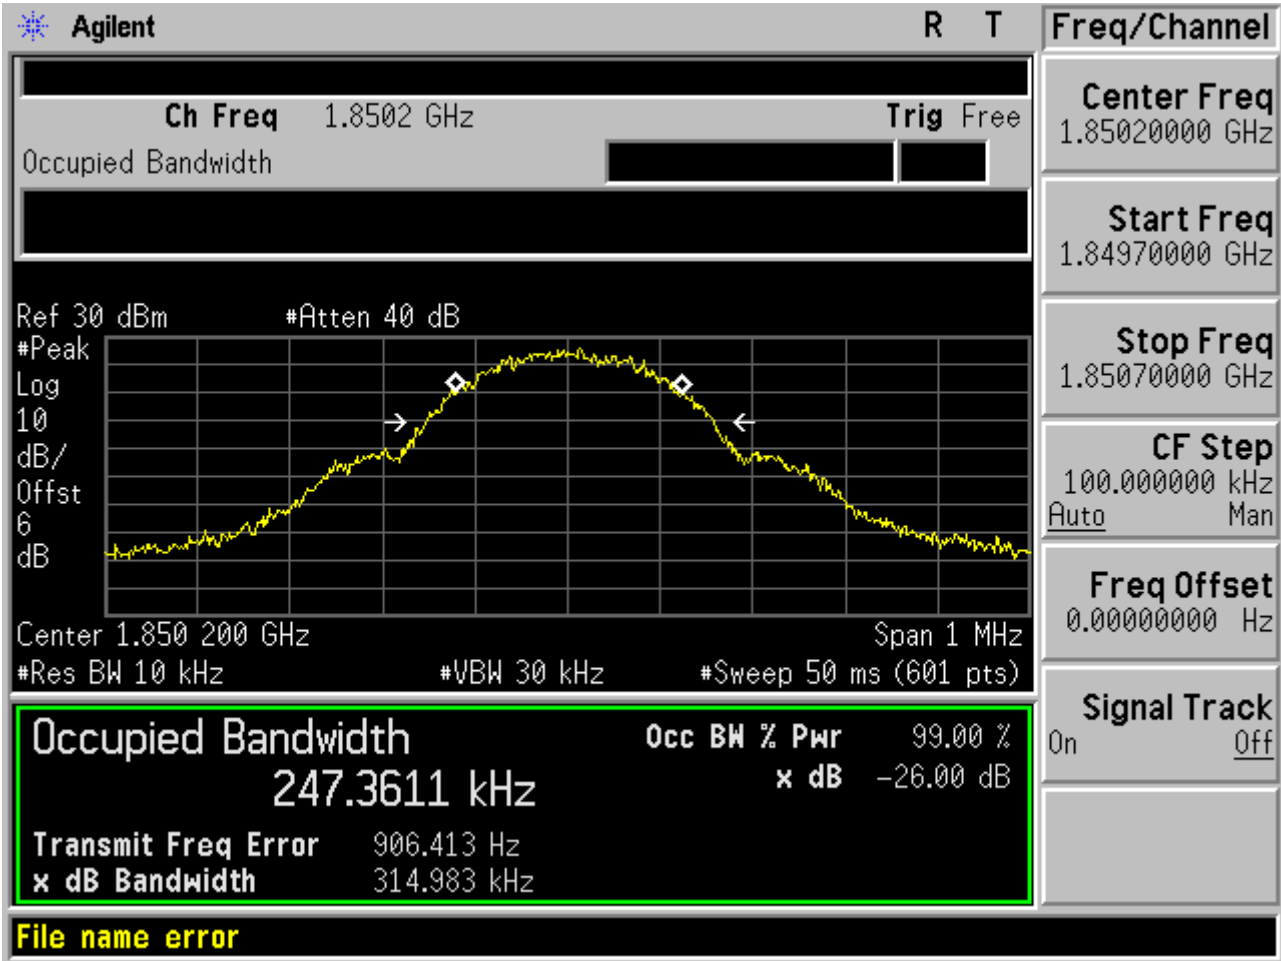 Agilent R T
Freq/Channel
Ch Freq 1.8502 GHz Trig Free
Occupied Bandwidth
Center Freq
1.85020000 GHz
Start Freq
1.84970000 GHz
Stop Freq
1.85070000 GHz
CF Step
100.000000 kHz
Auto Man
Freq Offset
0.00000000 Hz
Signal Track
On Off
Ref 30 dBm #Atten 40 dB
#Peak
Log
10
dB/
Offst
6
dB
Center 1.850 200 GHz Span 1 MHz
#Res BW 10 kHz #VBW 30 kHz #Sweep 50 ms (601 pts)
Occupied Bandwidth Occ BW % Pwr 99.00 %
247.3611 kHz x dB -26.00 dB
Transmit Freq Error 906.413 Hz
x dB Bandwidth 314.983 kHz
File name error